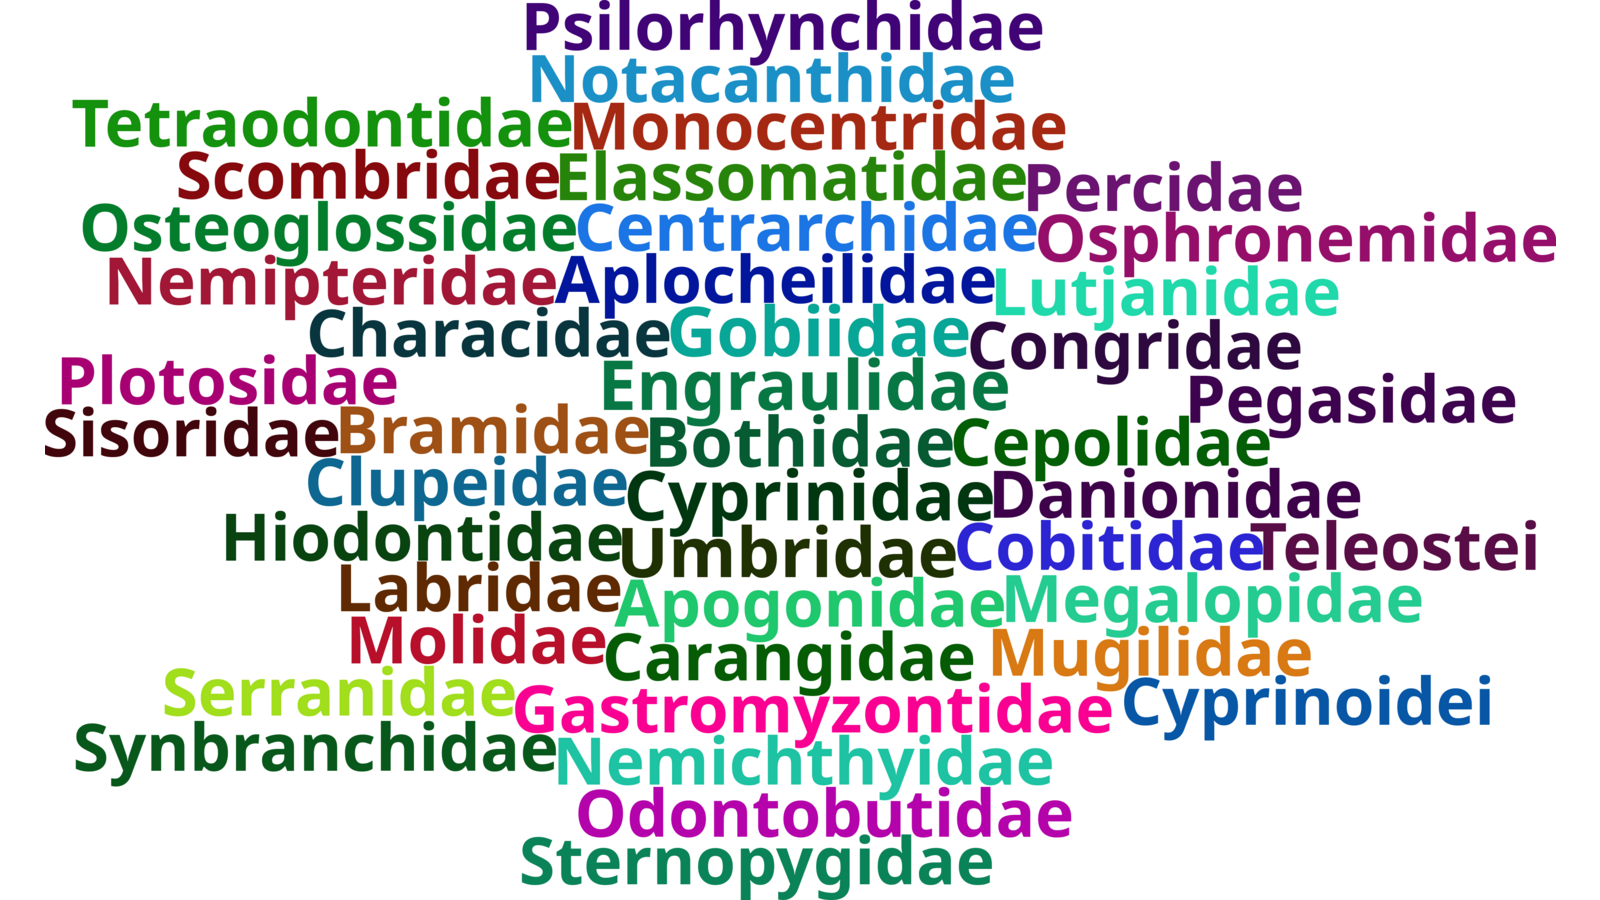 Psilorhynchidae
Notacanthidae
Tetraodontidae Monocentridae
Scombridae Elassomatidae Percidae
Osteoglossidae Centrarchidae Osphronemidae
Nemipteridae Aplocheilidae Lutjanidae
Characidae Gobiidae Congridae
Plotosidae Engraulidae Pegasidae
Sisoridae Bramidae Bothidae Cepolidae
Clupeidae Cyprinidae Danionidae
Hiodontidae Umbridae Cobitidae Teleostei
Labridae Apogonidae Megalopidae
Molidae Carangidae Mugilidae
Serranidae Gastromyzontidae Cyprinoidei
Synbranchidae Nemichthyidae
Odontobutidae
Sternopygidae